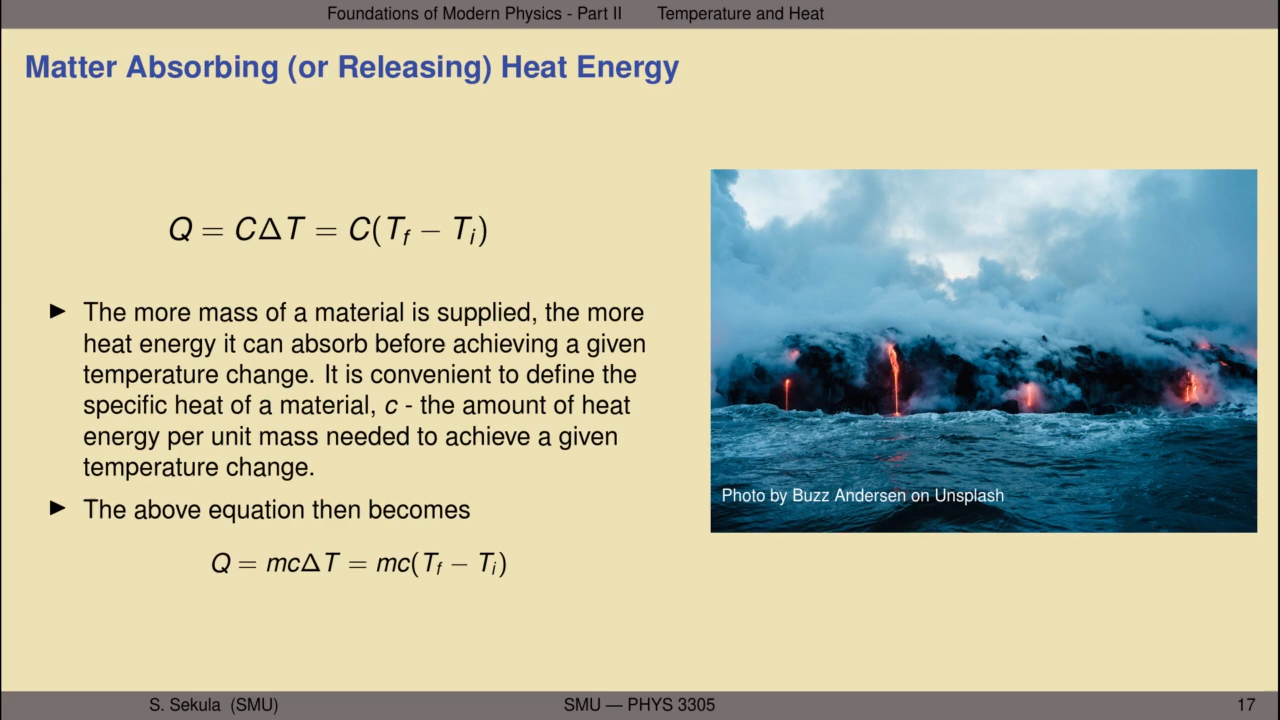 Foundations of Modern Physics - Part II Temperature and Heat
Matter Absorbing (or Releasing) Heat Energy
Q = CΔT = C(T_f − T_i)
▶ The more mass of a material is supplied, the more
heat energy it can absorb before achieving a given
temperature change. It is convenient to define the
specific heat of a material, c - the amount of heat
energy per unit mass needed to achieve a given
temperature change.
▶ The above equation then becomes
Q = mcΔT = mc(T_f − T_i)
Photo by Buzz Andersen on Unsplash
S. Sekula (SMU) SMU — PHYS 3305 17